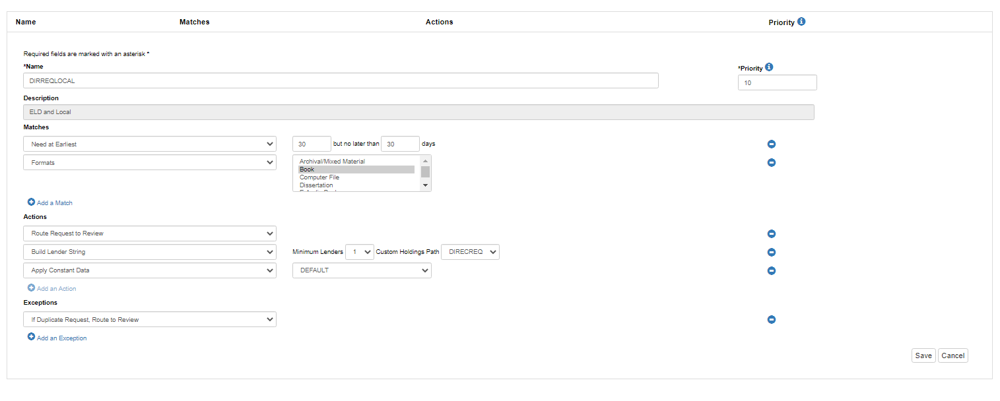 Name Matches Actions Priority
Required fields are marked with an asterisk *
*Name *Priority
DIRREQLOCAL 10
Description
ELD and Local
Matches
Need at Earliest 30 but no later than 30 days
Formats Archival/Mixed Material
Book
Computer File
Dissertation
Add a Match
Actions
Route Request to Review
Build Lender String Minimum Lenders 1 Custom Holdings Path DIRECREQ
Apply Constant Data DEFAULT
Add an Action
Exceptions
If Duplicate Request, Route to Review
Add an Exception
Save Cancel